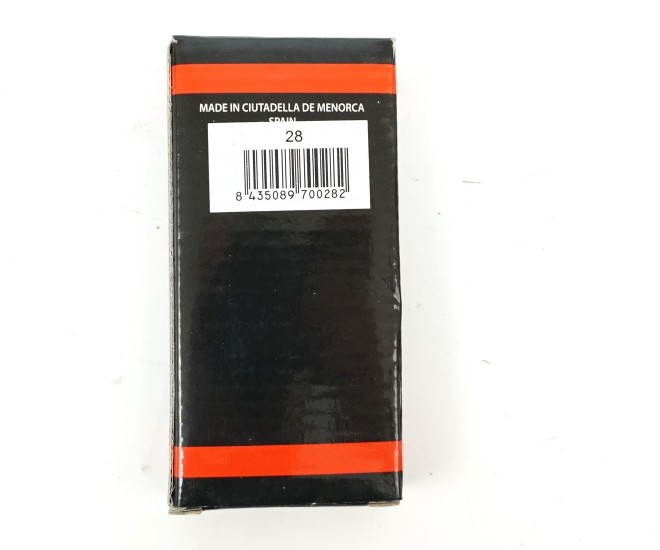 MADE IN CIUTADELLA DE MENORCA
SPAIN
28
8 435089 700282